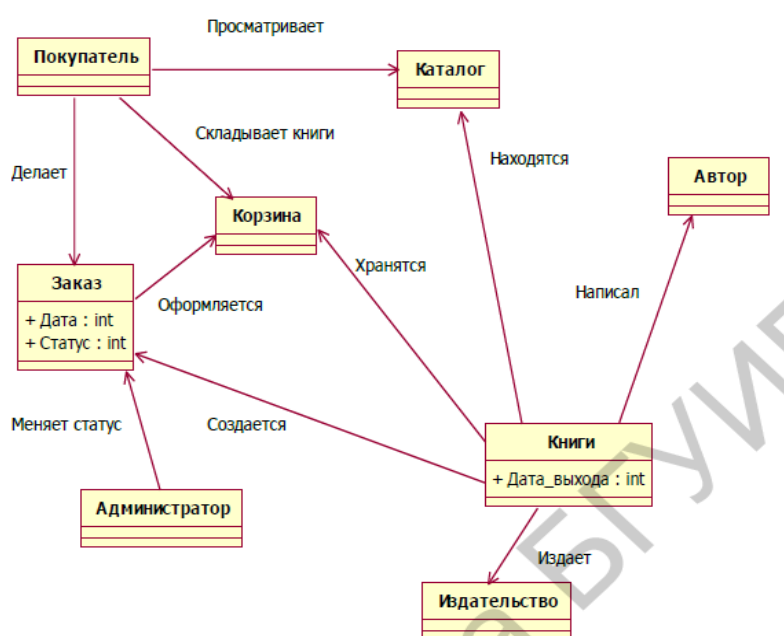 Просматривает
Покупатель
Каталог
Складывает книги
Находятся
Делает
Автор
Корзина
Хранятся
Заказ
+ Дата : int
+ Статус : int
Оформляется
Написал
Меняет статус
Создается
Книги
+ Дата_выхода : int
Администратор
Издает
Издательство